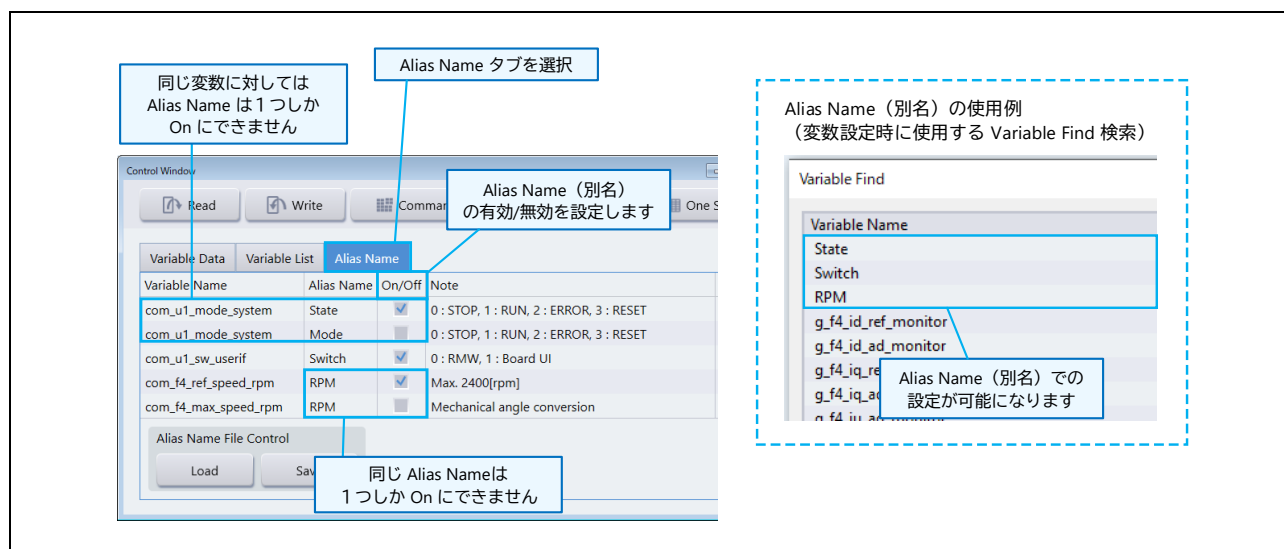 同じ変数に対しては
Alias Name は１つしか
On にできません
Alias Name タブを選択
Control Window
Read
Write
Alias Name（別名）
の有効/無効を設定します
Variable Data
Variable List
Alias Name
Variable Name Alias Name On/Off Note
com_u1_mode_system State 0 : STOP, 1 : RUN, 2 : ERROR, 3 : RESET
com_u1_mode_system Mode 0 : STOP, 1 : RUN, 2 : ERROR, 3 : RESET
com_u1_sw_userif Switch 0 : RMW, 1 : Board UI
com_f4_ref_speed_rpm RPM Max. 2400[rpm]
com_f4_max_speed_rpm RPM Mechanical angle conversion
Alias Name File Control
Load
同じ Alias Nameは
１つしか On にできません
Alias Name（別名）の使用例
（変数設定時に使用する Variable Find 検索）
Variable Find
Variable Name
State
Switch
RPM
g_f4_id_ref_monitor
g_f4_id_ad_monitor
Alias Name（別名）での
設定が可能になります